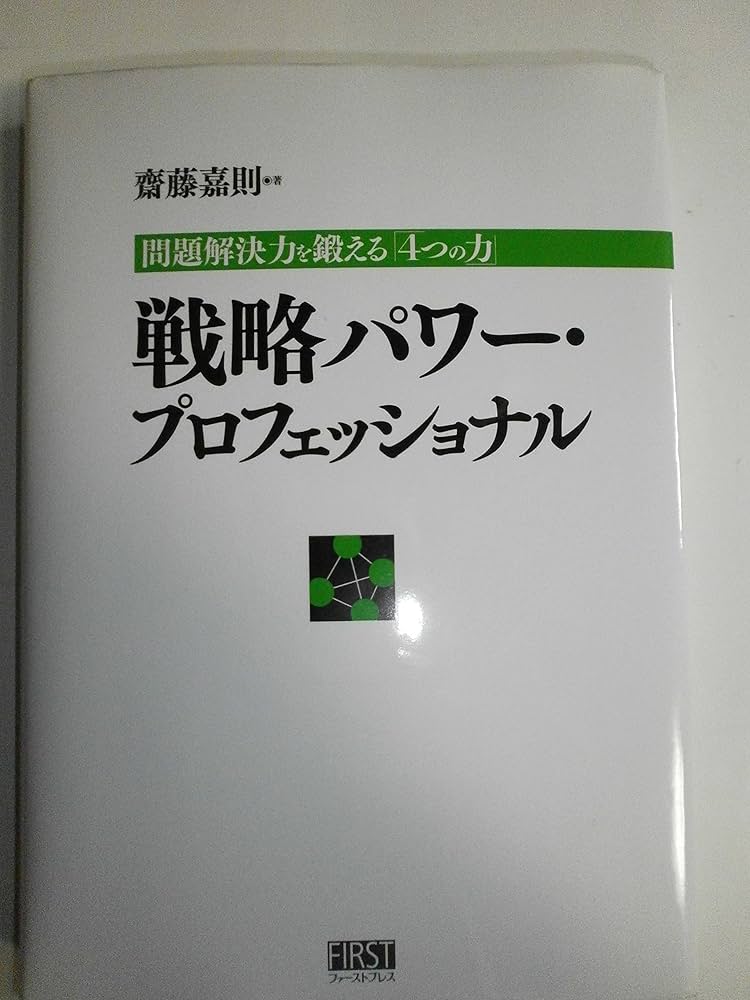 齋藤嘉則◉著
問題解決力を鍛える「4つの力」
戦略パワー・
プロフェッショナル
FIRST
ファーストプレス